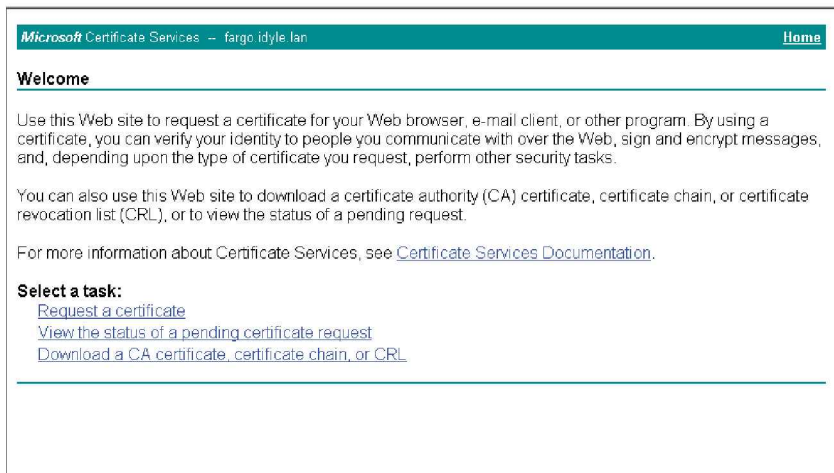 Microsoft Certificate Services -- fargo.idyle.lan Home
Welcome
Use this Web site to request a certificate for your Web browser, e-mail client, or other program. By using a
certificate, you can verify your identity to people you communicate with over the Web, sign and encrypt messages,
and, depending upon the type of certificate you request, perform other security tasks.
You can also use this Web site to download a certificate authority (CA) certificate, certificate chain, or certificate
revocation list (CRL), or to view the status of a pending request.
For more information about Certificate Services, see Certificate Services Documentation.
Select a task:
Request a certificate
View the status of a pending certificate request
Download a CA certificate, certificate chain, or CRL